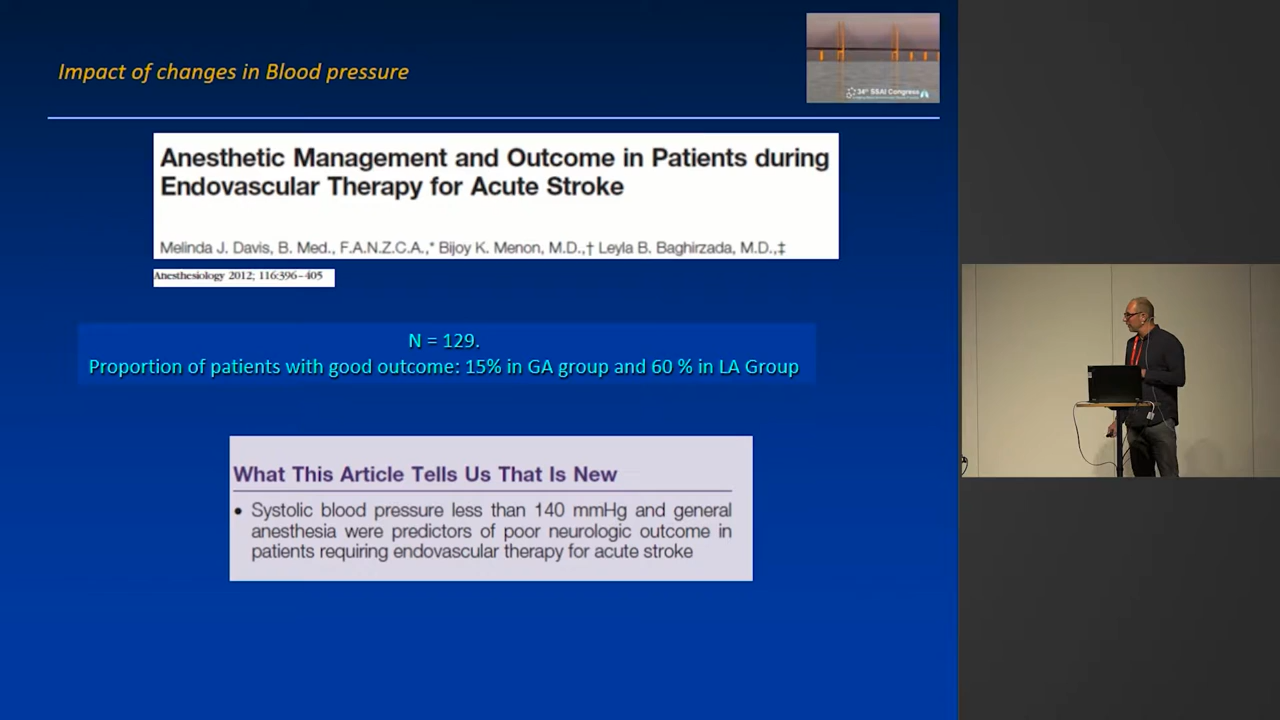 Impact of changes in Blood pressure
34th SSAI Congress
Anesthetic Management and Outcome in Patients during
Endovascular Therapy for Acute Stroke
Melinda J. Davis, B. Med., F.A.N.Z.C.A.,* Bijoy K. Menon, M.D.,† Leyla B. Baghirzada, M.D.,‡
Anesthesiology 2012; 116:396–405
N = 129.
Proportion of patients with good outcome: 15% in GA group and 60 % in LA Group
What This Article Tells Us That Is New
• Systolic blood pressure less than 140 mmHg and general
anesthesia were predictors of poor neurologic outcome in
patients requiring endovascular therapy for acute stroke